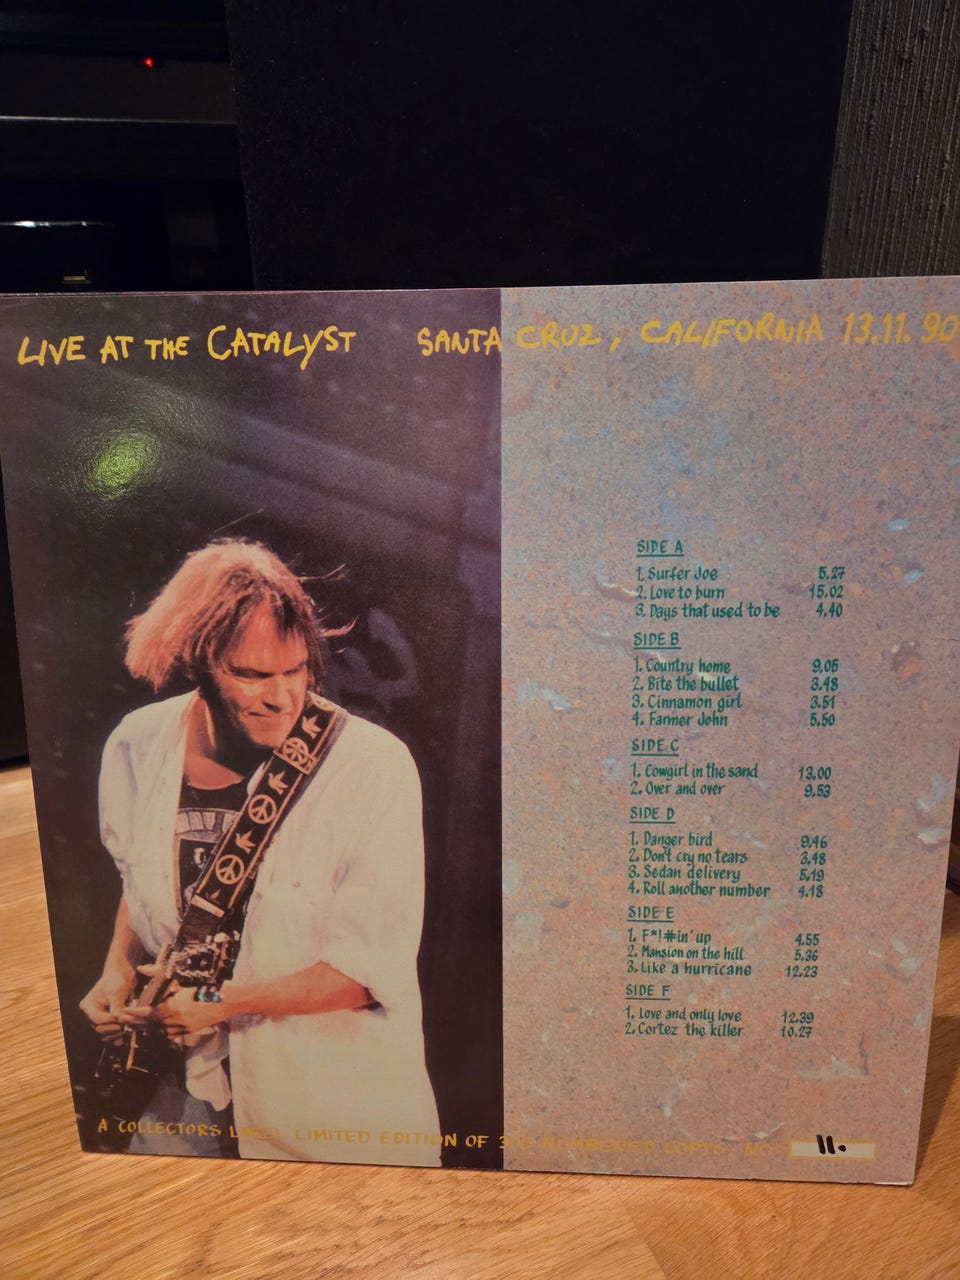 LIVE AT THE CATALYST SANTA CRUZ, CALIFORNIA 13.11.90
SIDE A
1. Surfer Joe 5.27
2. Love to burn 15.02
3. Days that used to be 4.40
SIDE B
1. Country home 9.05
2. Bite the bullet 3.48
3. Cinnamon girl 3.51
4. Farmer John 5.50
SIDE C
1. Cowgirl in the sand 13.00
2. Over and over 9.53
SIDE D
1. Danger bird 9.46
2. Don't cry no tears 3.48
3. Sedan delivery 5.19
4. Roll another number 4.18
SIDE E
1. F*!#in' up 4.55
2. Mansion on the hill 5.36
3. Like a hurricane 12.23
SIDE F
1. Love and only love 12.39
2. Cortez the killer 10.27
A COLLECTORS LIMITED EDITION OF NUMBERED COPYS, NO 11.